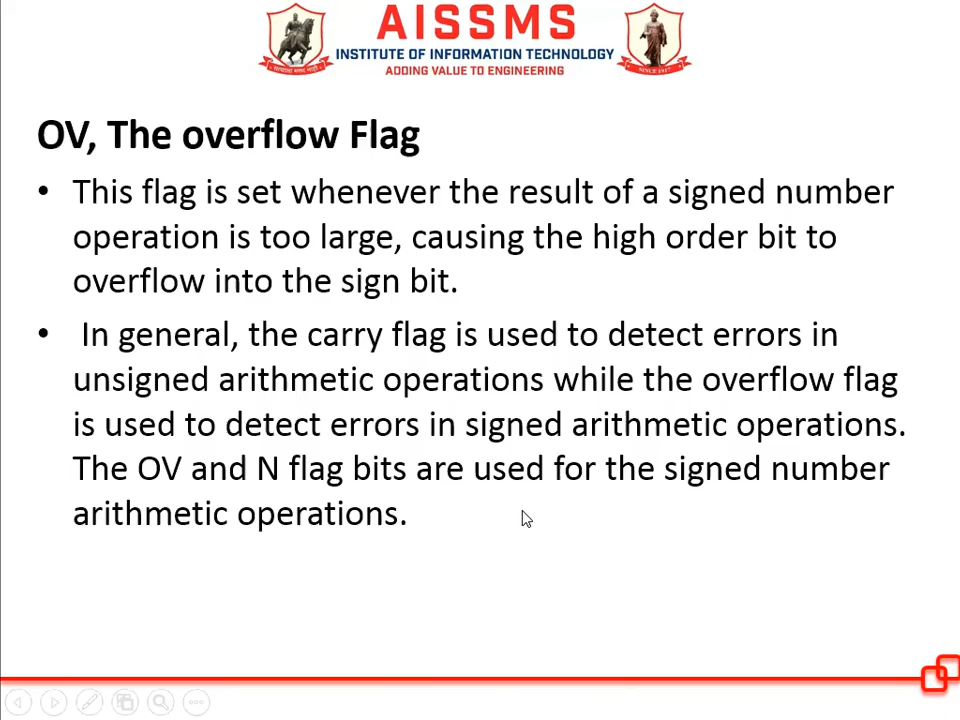 AISSMS
INSTITUTE OF INFORMATION TECHNOLOGY
ADDING VALUE TO ENGINEERING
SINCE 1917
OV, The overflow Flag
• This flag is set whenever the result of a signed number
operation is too large, causing the high order bit to
overflow into the sign bit.
• In general, the carry flag is used to detect errors in
unsigned arithmetic operations while the overflow flag
is used to detect errors in signed arithmetic operations.
The OV and N flag bits are used for the signed number
arithmetic operations.